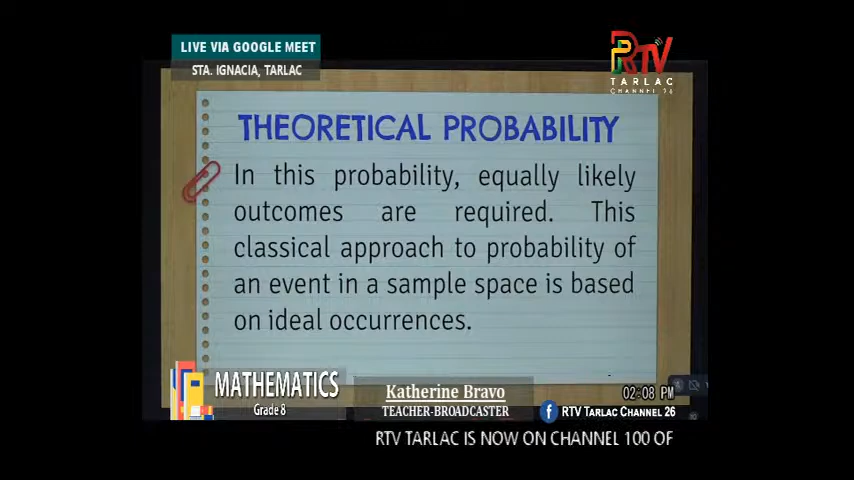 LIVE VIA GOOGLE MEET
STA. IGNACIA, TARLAC
RTV
TARLAC
CHANNEL 26
THEORETICAL PROBABILITY
In this probability, equally likely
outcomes are required. This
classical approach to probability of
an event in a sample space is based
on ideal occurrences.
MATHEMATICS
Grade 8
Katherine Bravo
TEACHER-BROADCASTER
02:08 PM
RTV TARLAC CHANNEL 26
RTV TARLAC IS NOW ON CHANNEL 100 OF